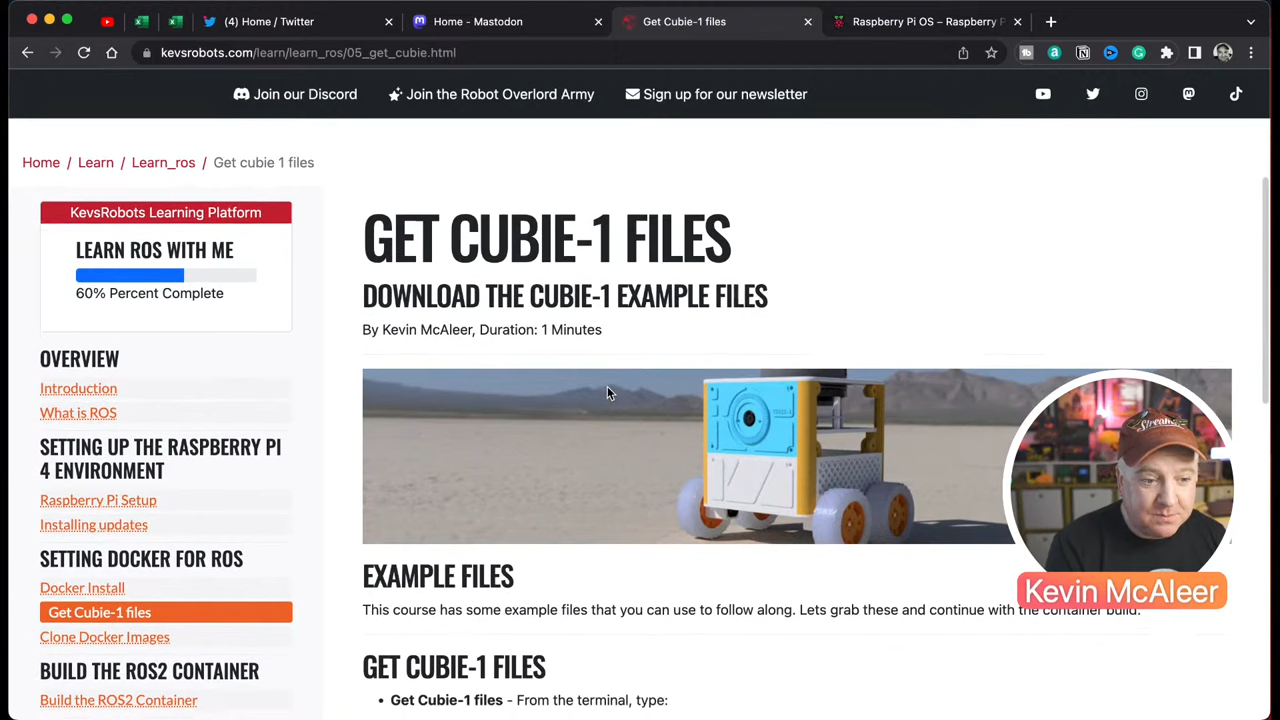 (4) Home / Twitter
Home - Mastodon
Get Cubie-1 files
Raspberry Pi OS – Raspberry P
kevsrobots.com/learn/learn_ros/05_get_cubie.html
Join our Discord
Join the Robot Overlord Army
Sign up for our newsletter
Home / Learn / Learn_ros / Get cubie 1 files
KevsRobots Learning Platform
LEARN ROS WITH ME
60% Percent Complete
OVERVIEW
Introduction
What is ROS
SETTING UP THE RASPBERRY PI
4 ENVIRONMENT
Raspberry Pi Setup
Installing updates
SETTING DOCKER FOR ROS
Docker Install
Get Cubie-1 files
Clone Docker Images
BUILD THE ROS2 CONTAINER
Build the ROS2 Container
GET CUBIE-1 FILES
DOWNLOAD THE CUBIE-1 EXAMPLE FILES
By Kevin McAleer, Duration: 1 Minutes
EXAMPLE FILES
This course has some example files that you can use to follow along. Lets grab these and continue with the container build.
GET CUBIE-1 FILES
• Get Cubie-1 files - From the terminal, type:
Kevin McAleer